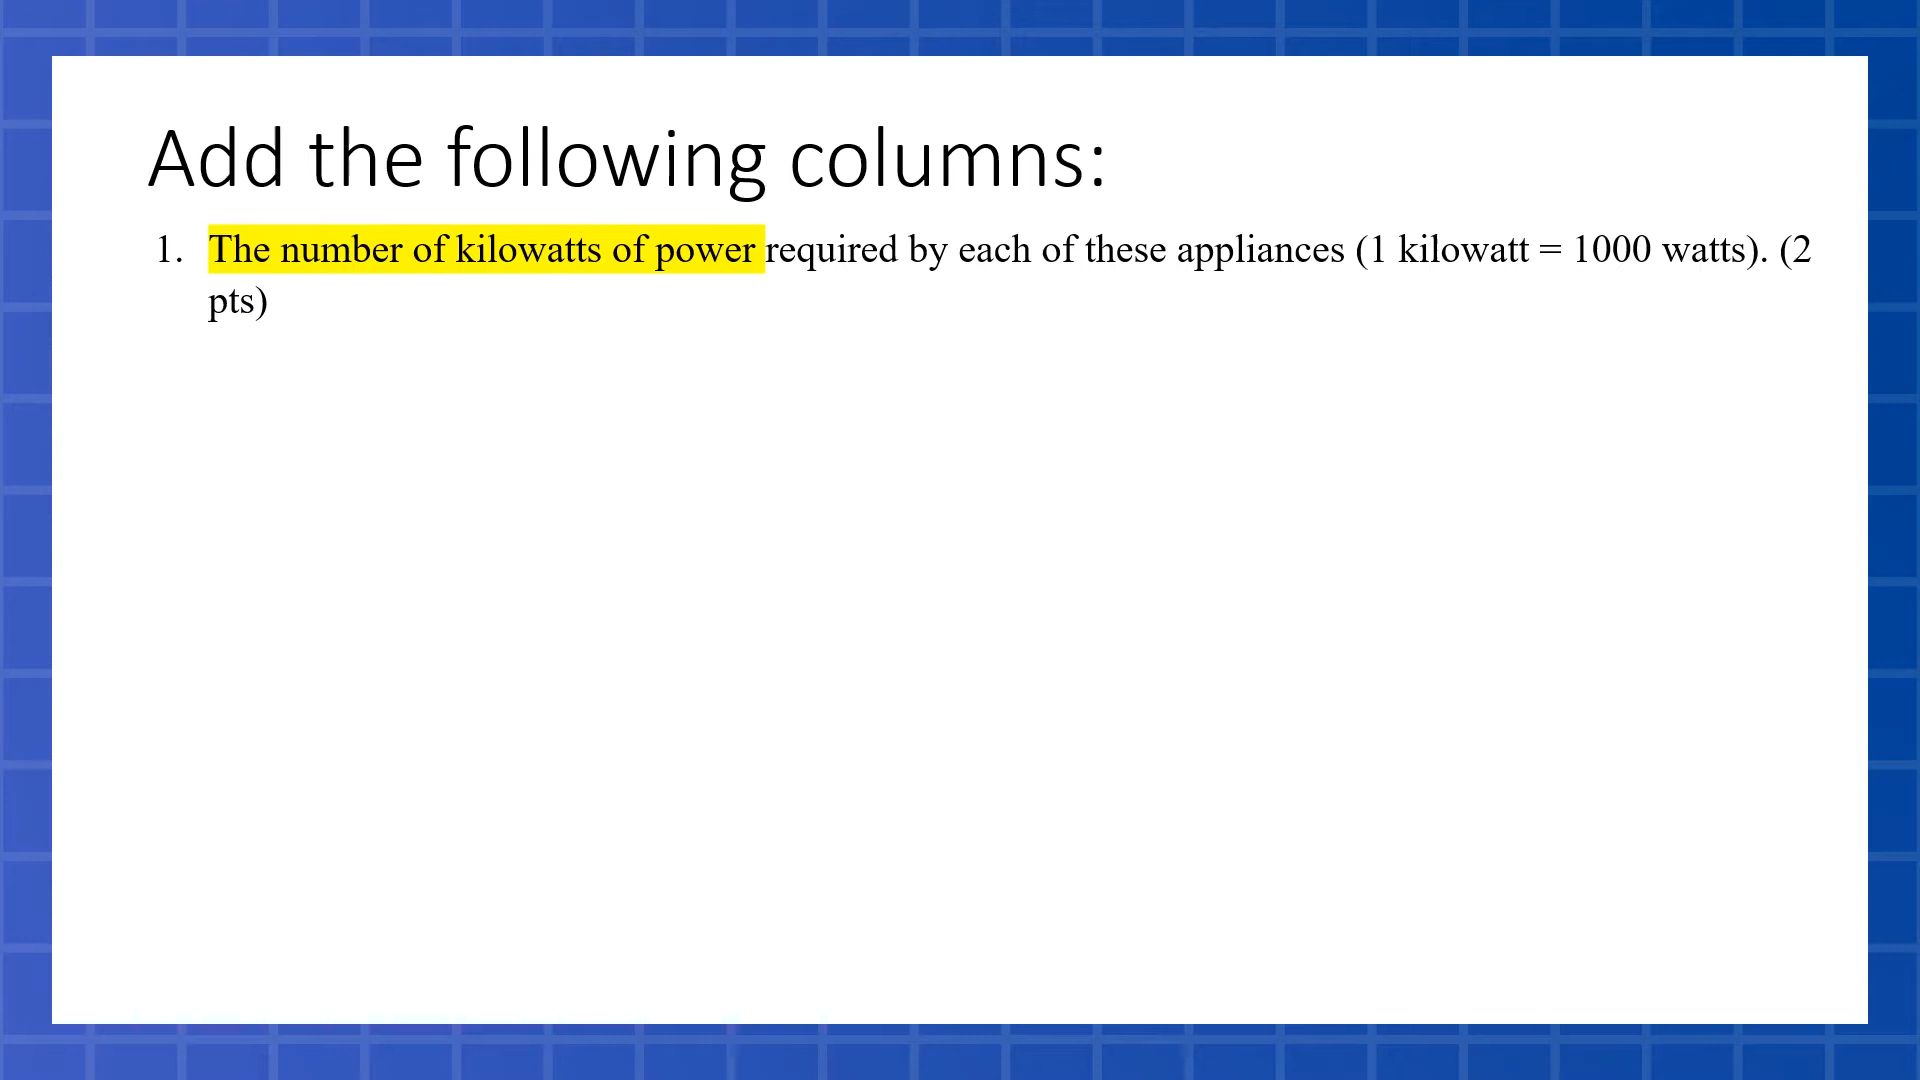 Add the following columns:
1. The number of kilowatts of power required by each of these appliances (1 kilowatt = 1000 watts). (2
pts)